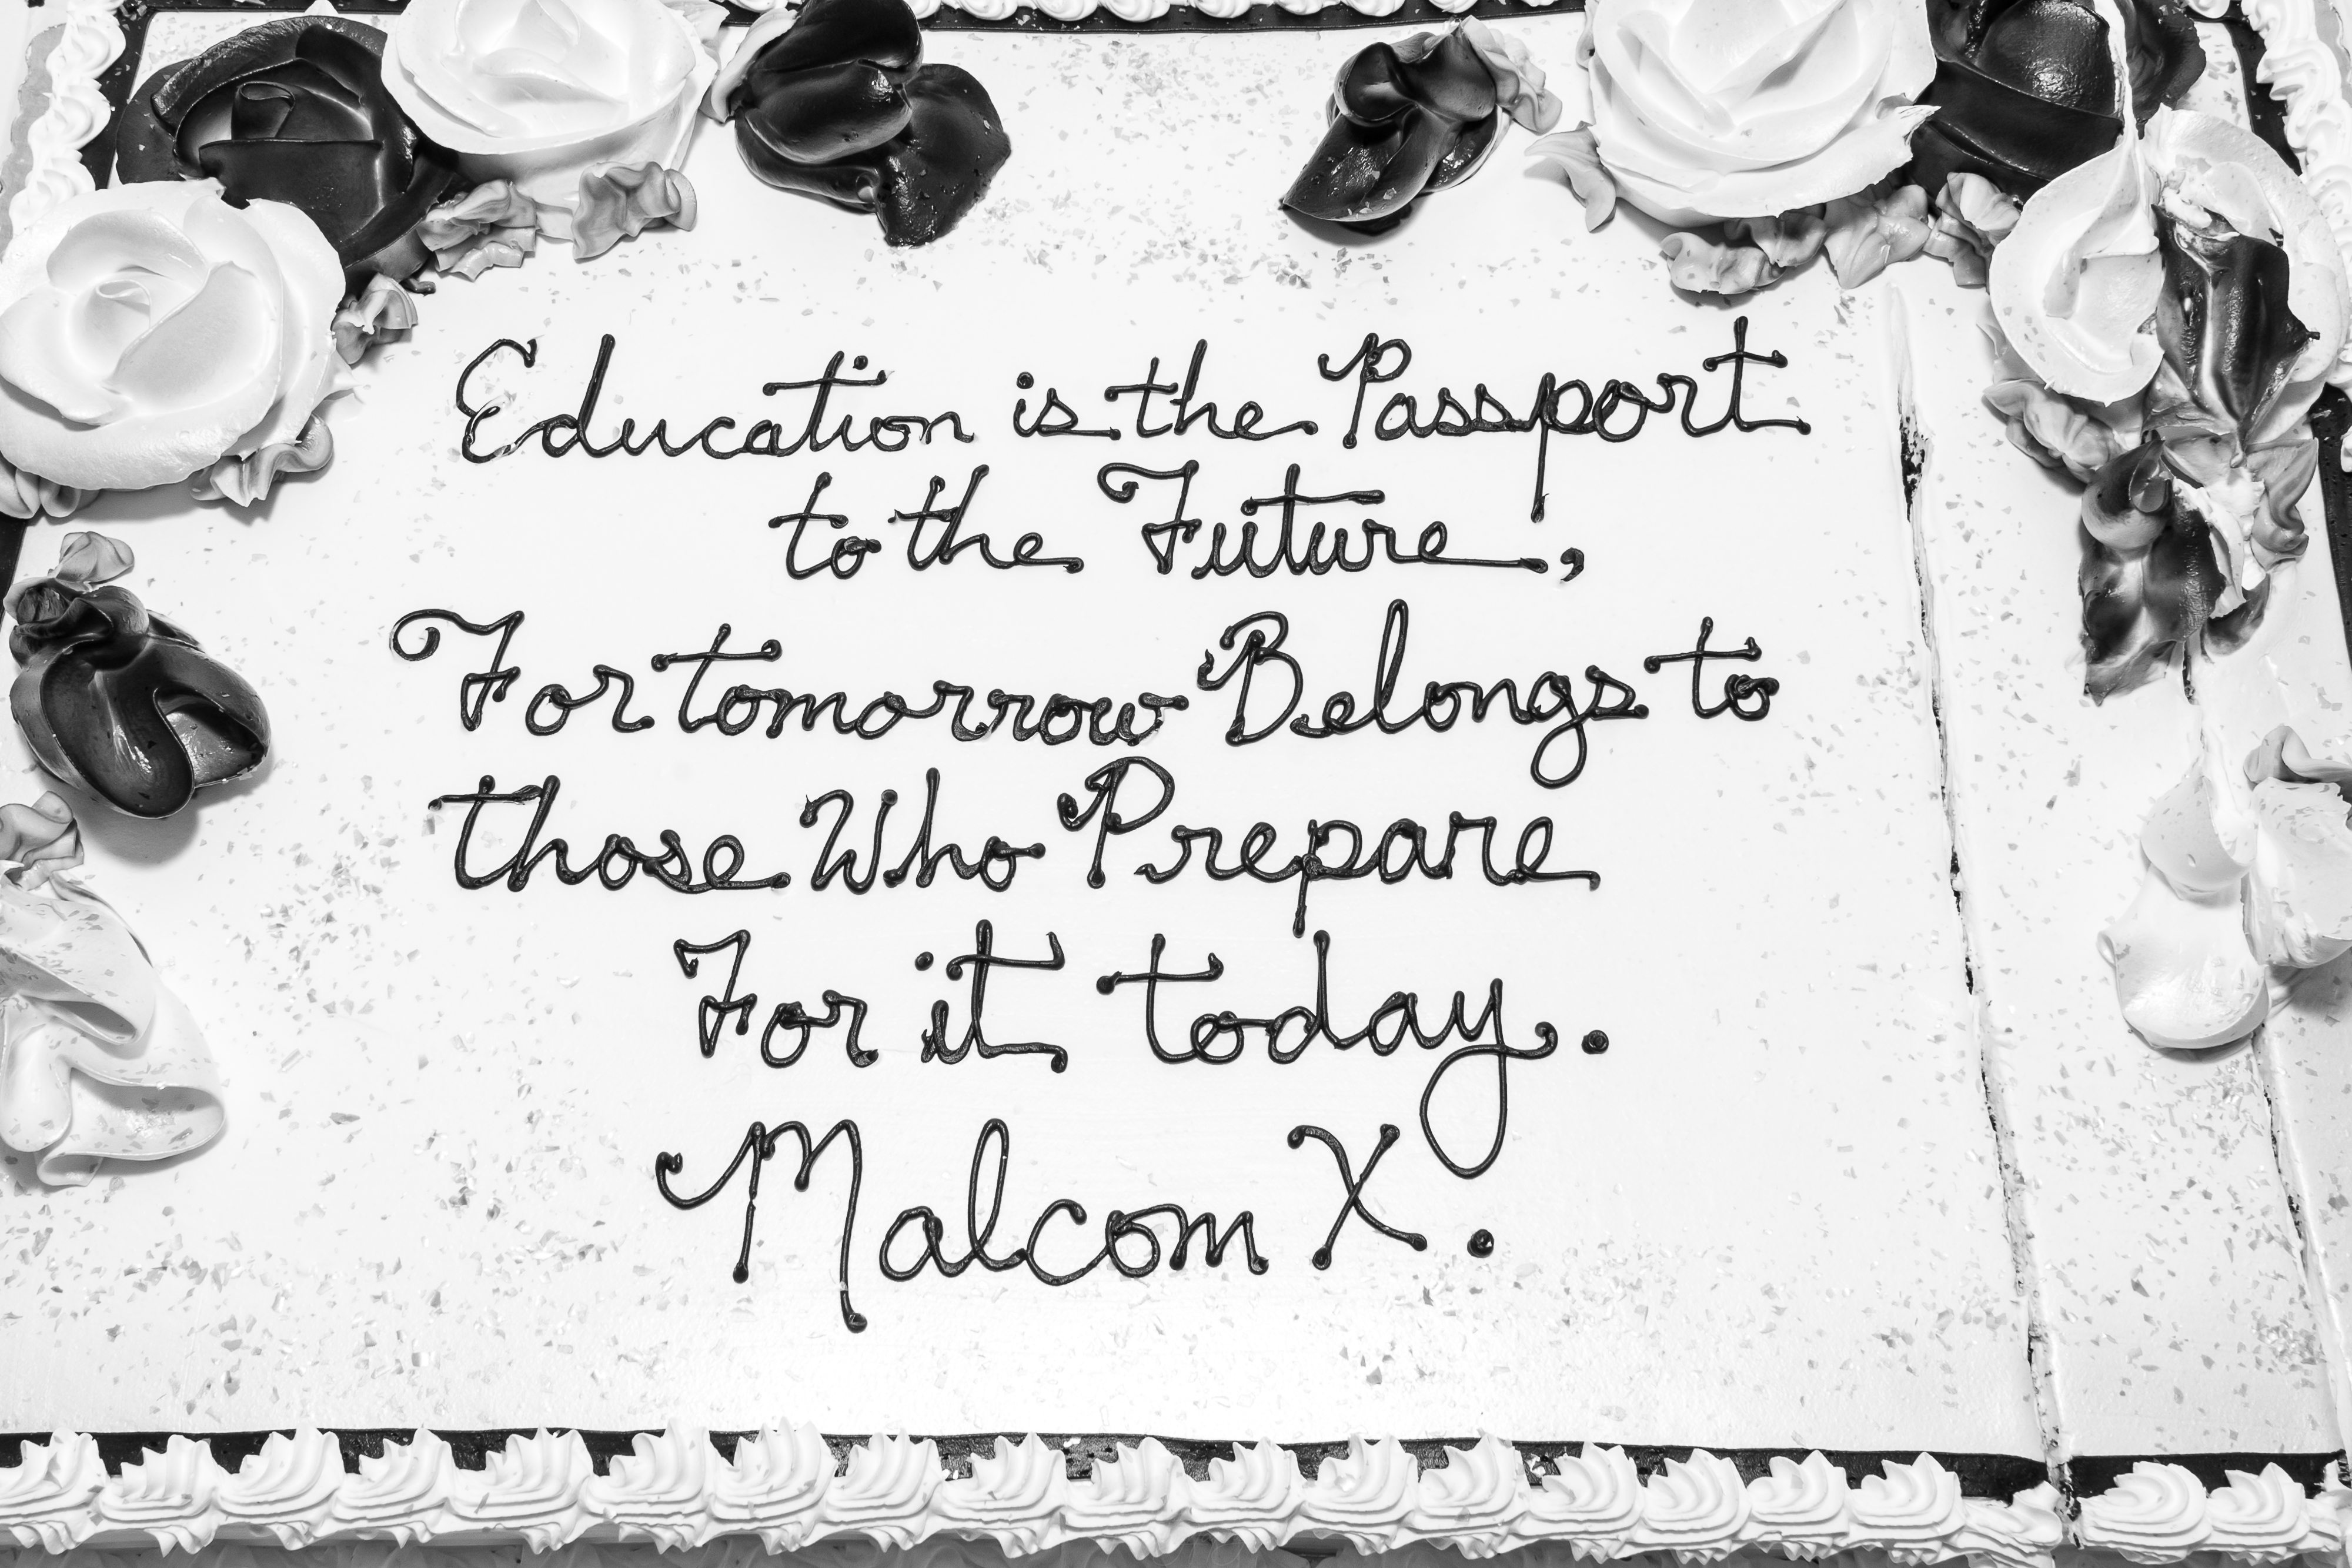 Education is the Passport
to the Future,
For tomorrow Belongs to
those Who Prepare
For it today.
Malcom X.